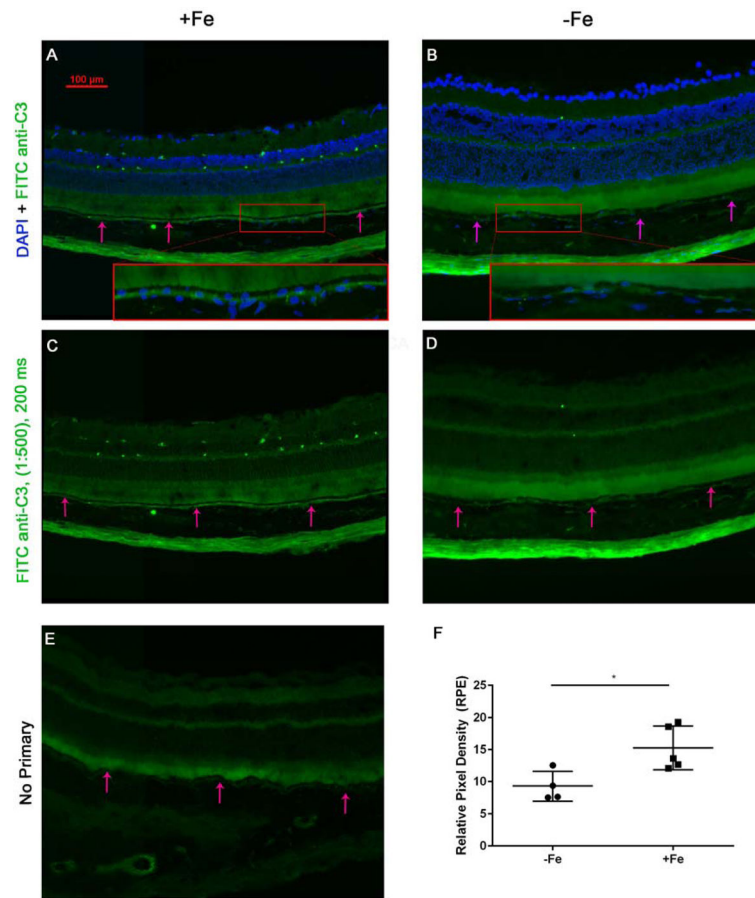 +Fe
-Fe
A
B
100 µm
DAPI + FITC anti-C3
C
D
FITC anti-C3, (1:500), 200 ms
E
F
No Primary
Relative Pixel Density (RPE)
25
20
15
10
5
0
*
-Fe
+Fe